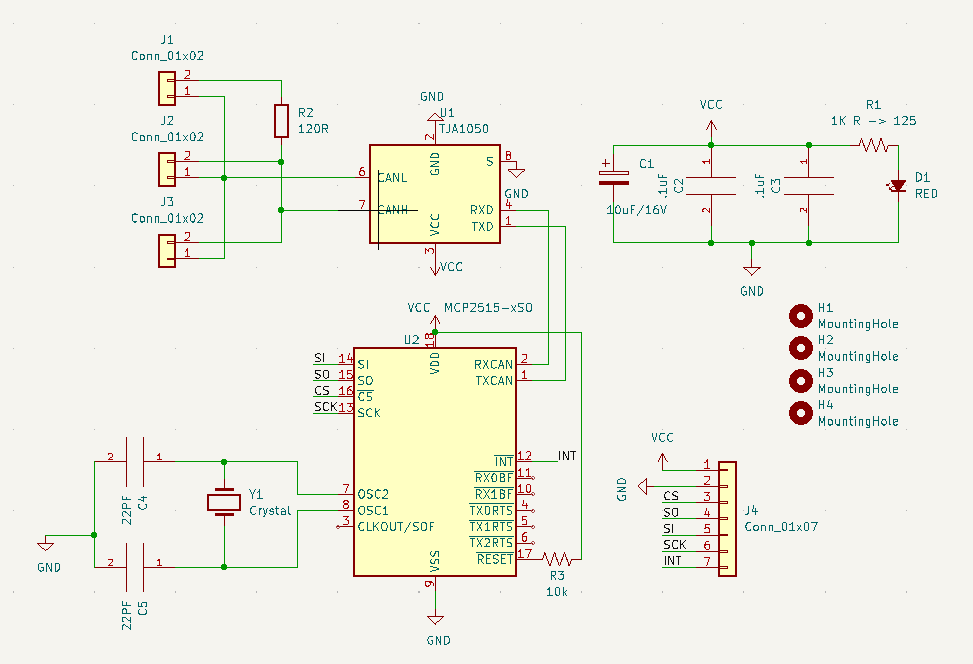 J1
Conn_01x02
2
1
J2
Conn_01x02
2
1
J3
Conn_01x02
2
1
R2
120R
GND
U1
TJA1050
2
GND
6
CANL
7
CANH
VCC
3
VCC
S
8
GND
RXD
4
TXD
1
VCC
R1
1K R -> 125
+
C1
10uF/16V
1
.1uF
C2
2
1
.1uF
C3
2
D1
RED
GND
H1
MountingHole
H2
MountingHole
H3
MountingHole
H4
MountingHole
VCC
MCP2515-xSO
U2
18
VDD
SI
14
SI
SO
15
SO
CS
16
CS
SCK
13
SCK
RXCAN
2
TXCAN
1
INT
12
INT
RX0BF
11
RX1BF
10
TX0RTS
4
TX1RTS
5
TX2RTS
6
RESET
17
7
OSC2
8
OSC1
3
CLKOUT/SOF
VSS
9
GND
R3
10k
2
1
22PF
C4
Y1
Crystal
GND
2
1
22PF
C5
VCC
GND
1
2
CS
3
SO
4
SI
5
SCK
6
INT
7
J4
Conn_01x07